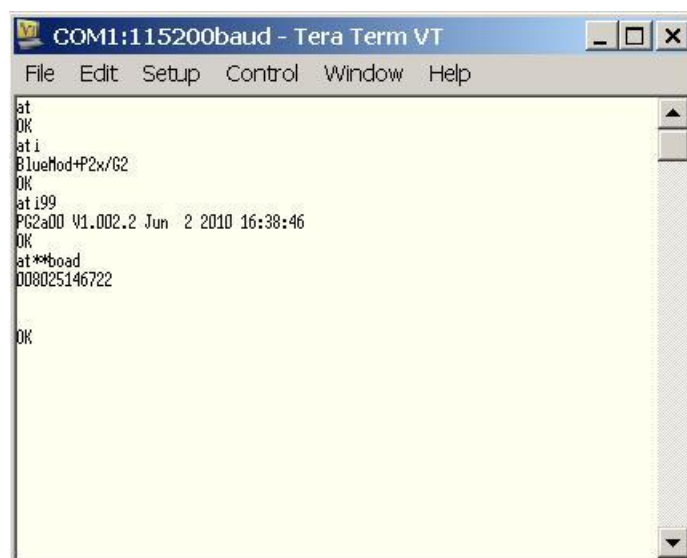 COM1:115200baud - Tera Term VT
File Edit Setup Control Window Help
at
OK
ati
BlueMod+P2x/G2
OK
ati99
PG2a00 V1.002.2 Jun  2 2010 16:38:46
OK
at**boad
008025146722
OK